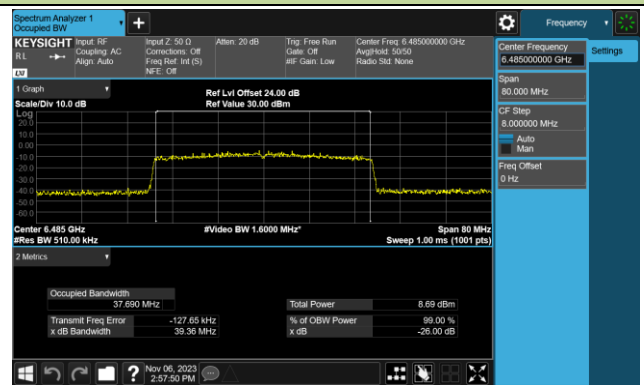 Spectrum Analyzer 1
Occupied BW
Frequency
KEYSIGHT
RL
LXI
Input: RF
Coupling: AC
Align: Auto
Input Z: 50 Ω
Corrections: Off
Freq Ref: Int (S)
NFE: Off
Atten: 20 dB
Trig: Free Run
Gate: Off
#IF Gain: Low
Center Freq: 6.485000000 GHz
Avg|Hold: 50/50
Radio Std: None
Center Frequency
6.485000000 GHz
Settings
Span
80.000 MHz
CF Step
8.000000 MHz
Auto
Man
Freq Offset
0 Hz
1 Graph
Scale/Div 10.0 dB
Ref Lvl Offset 24.00 dB
Ref Value 30.00 dBm
Log
20.0
10.0
0.00
-10.0
-20.0
-30.0
-40.0
-50.0
-60.0
Center 6.485 GHz
#Res BW 510.00 kHz
#Video BW 1.6000 MHz*
Span 80 MHz
Sweep 1.00 ms (1001 pts)
2 Metrics
Occupied Bandwidth
37.690 MHz
Total Power 8.69 dBm
Transmit Freq Error -127.65 kHz
% of OBW Power 99.00 %
x dB Bandwidth 39.36 MHz
x dB -26.00 dB
?
Nov 06, 2023
2:57:50 PM